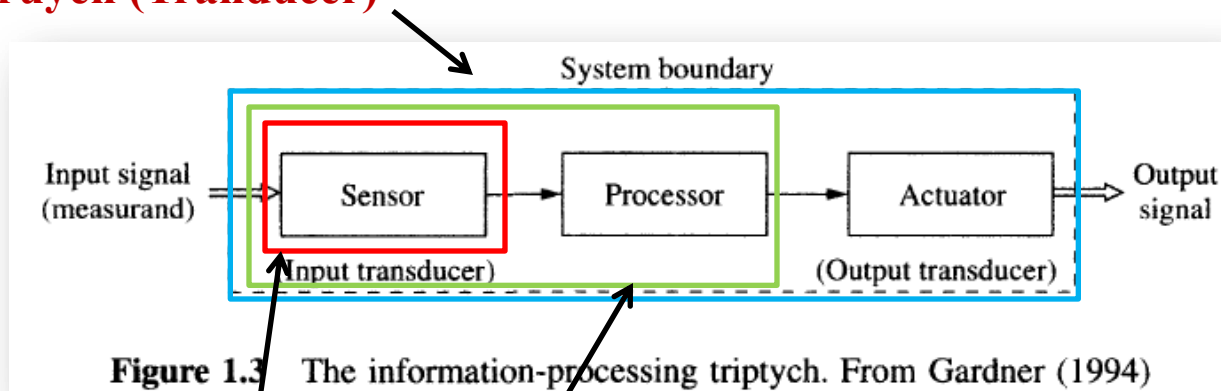 (Tranducer)
System boundary
Input signal
(measurand)
Sensor
Processor
Actuator
Output
signal
(Input transducer)
(Output transducer)
Figure 1.3 The information-processing triptych. From Gardner (1994)